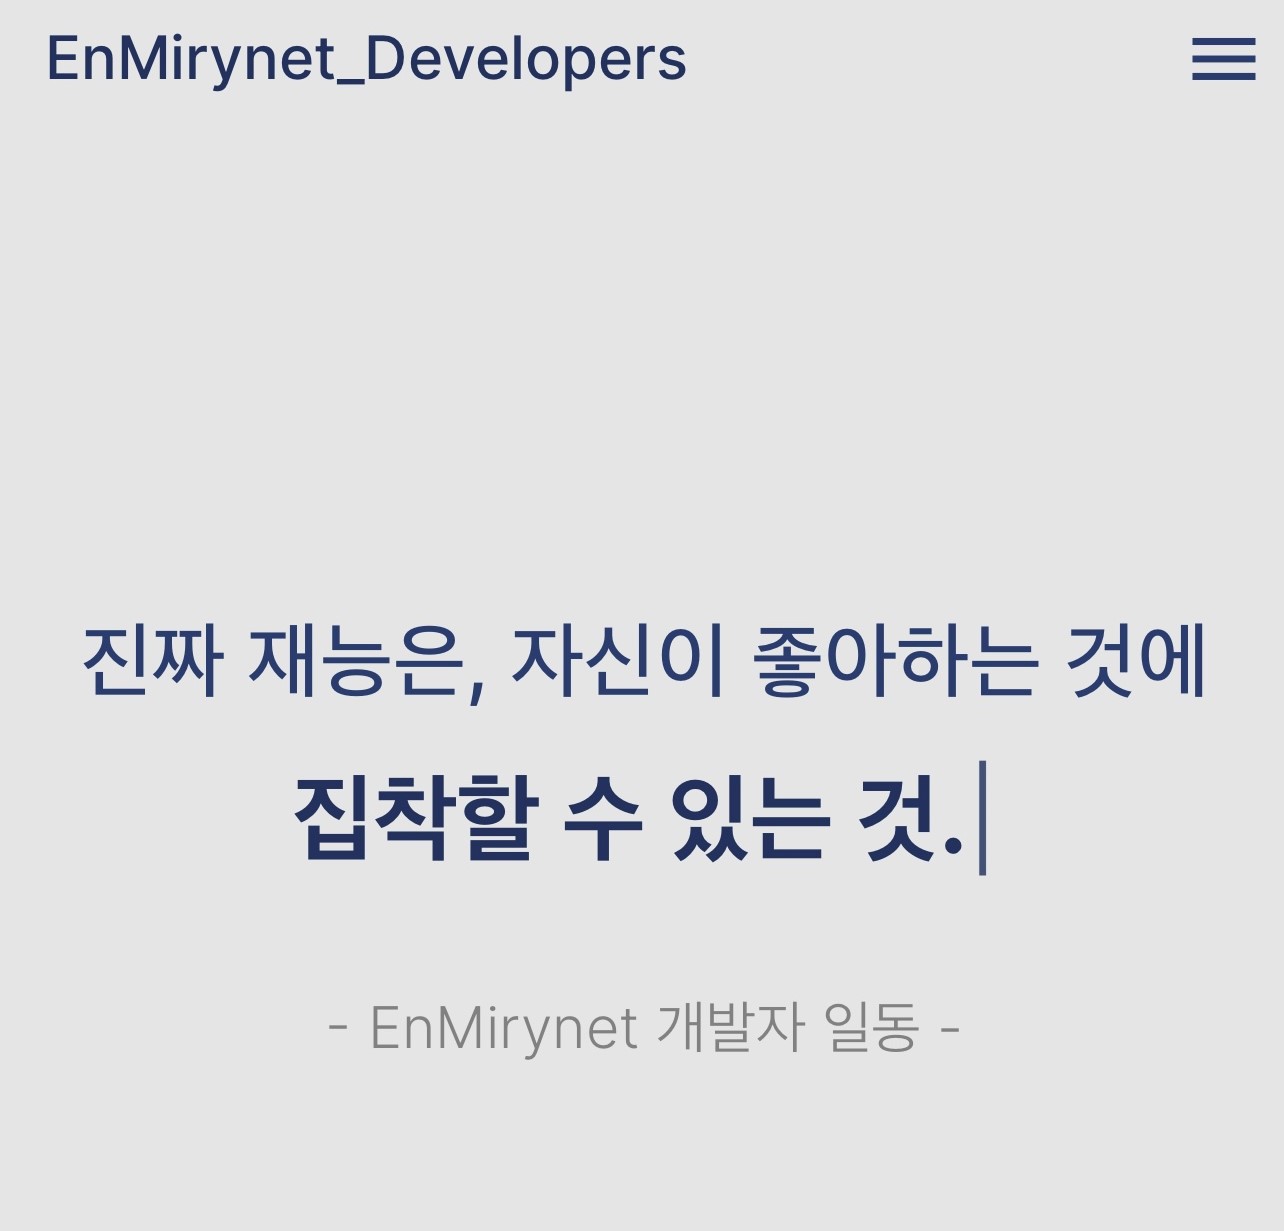 EnMirynet_Developers
진짜 재능은, 자신이 좋아하는 것에
집착할 수 있는 것.
- EnMirynet 개발자 일동 -